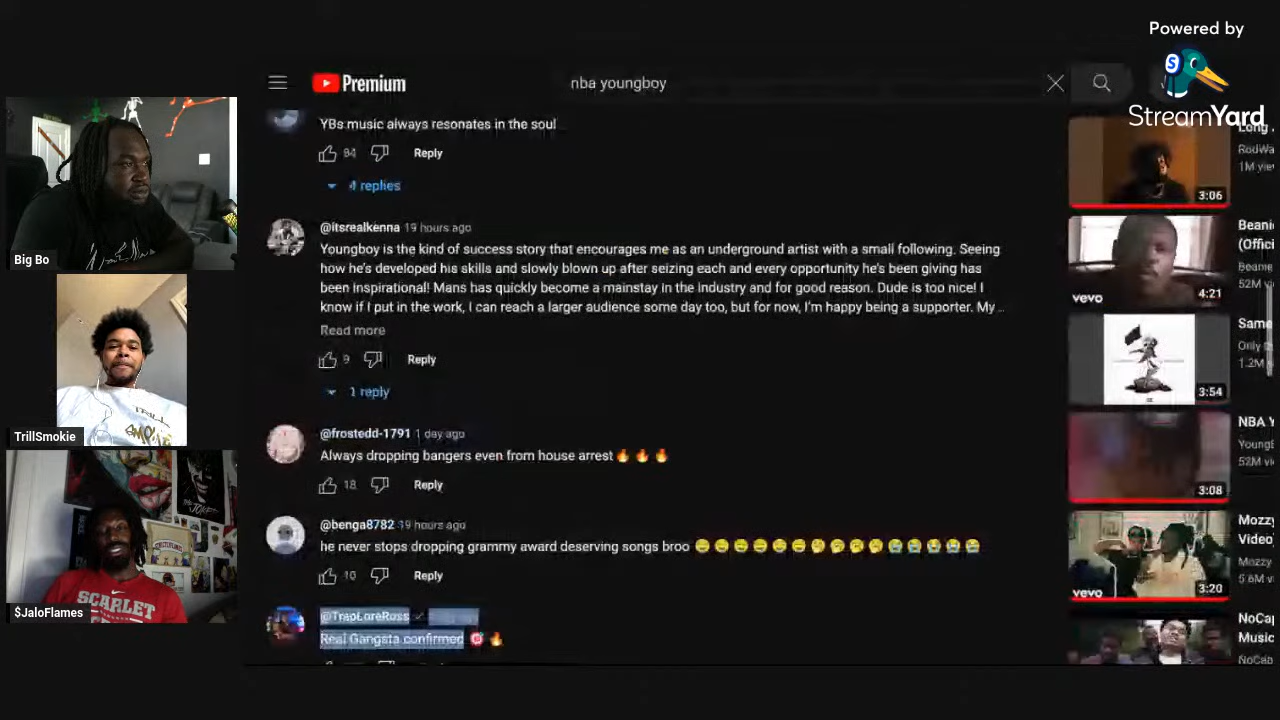 Powered by
StreamYard
Premium
nba youngboy
YBs music always resonates in the soul
84 Reply
4 replies
@itsrealkenna 19 hours ago
Youngboy is the kind of success story that encourages me as an underground artist with a small following. Seeing
how he's developed his skills and slowly blown up after seizing each and every opportunity he's been giving has
been inspirational! Mans has quickly become a mainstay in the industry and for good reason. Dude is too nice! I
know if I put in the work, I can reach a larger audience some day too, but for now, I'm happy being a supporter. My ...
Read more
9 Reply
1 reply
@frostedd-1791 1 day ago
Always dropping bangers even from house arrest🔥🔥🔥
18 Reply
@benga8782 19 hours ago
he never stops dropping grammy award deserving songs broo
10 Reply
@TrapLoreRoss
Real Gangsta confirmed 🎯🔥
Big Bo
TRILL
TrillSmokie
THE JOKER
SCARLET
$JaloFlames
Long
RodWa
1M vie
3:06
Beanie
(Offici
Beanie
52M vi
vevo
4:21
Same
Only t
1.2M
3:54
NBA Y
YoungB
52M vi
3:08
Mozzy
Video
Mozzy
5.6M vi
vevo
3:20
NoCap
Music
NoCap